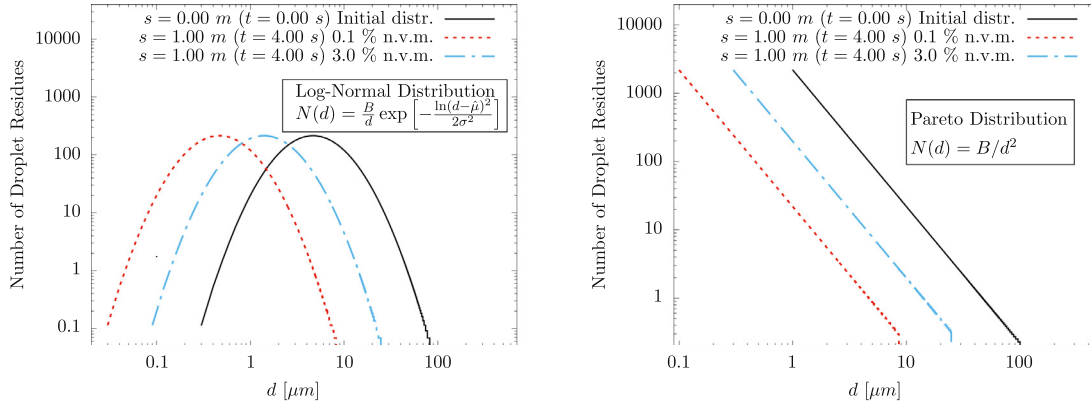 s = 0.00 m (t = 0.00 s) Initial distr.
s = 1.00 m (t = 4.00 s) 0.1 % n.v.m.
s = 1.00 m (t = 4.00 s) 3.0 % n.v.m.
Log-Normal Distribution
N(d) = B/d exp [−ln(d−μ̂)²/2σ²]
Number of Droplet Residues
10000
1000
100
10
1
0.1
0.1
1
10
100
d [μm]
s = 0.00 m (t = 0.00 s) Initial distr.
s = 1.00 m (t = 4.00 s) 0.1 % n.v.m.
s = 1.00 m (t = 4.00 s) 3.0 % n.v.m.
Pareto Distribution
N(d) = B/d²
Number of Droplet Residues
10000
1000
100
10
1
0.1
1
10
100
d [μm]